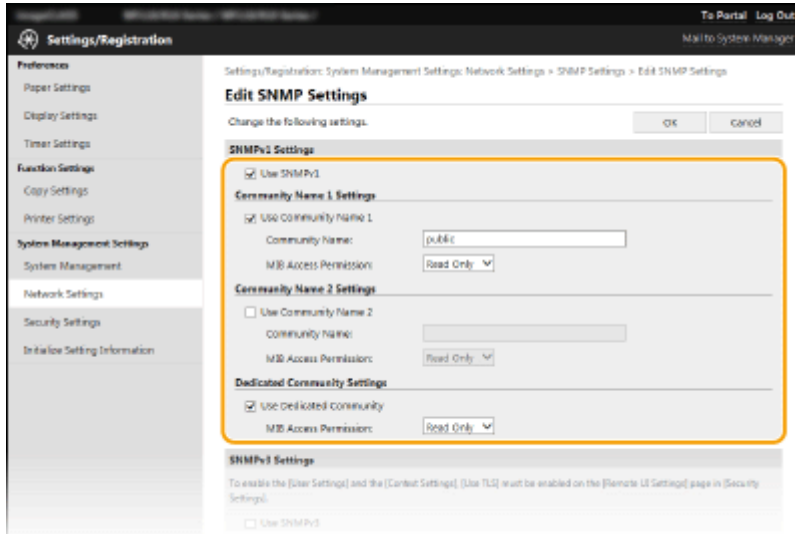 To Portal Log Out
Settings/Registration
Mail to System Manager
Preferences
Paper Settings
Display Settings
Timer Settings
Function Settings
Copy Settings
Printer Settings
System Management Settings
System Management
Network Settings
Security Settings
Initialize Setting Information
Settings/Registration: System Management Settings: Network Settings > SNMP Settings > Edit SNMP Settings
Edit SNMP Settings
Change the following settings.
OK
Cancel
SNMPv1 Settings
Use SNMPv1
Community Name 1 Settings
Use Community Name 1
Community Name:
public
MIB Access Permission:
Read Only
Community Name 2 Settings
Use Community Name 2
Community Name:
MIB Access Permission:
Read Only
Dedicated Community Settings
Use Dedicated Community
MIB Access Permission:
Read Only
SNMPv3 Settings
To enable the [User Settings] and the [Context Settings], [Use TLS] must be enabled on the [Remote UI Settings] page in [Security
Settings].
Use SNMPv3